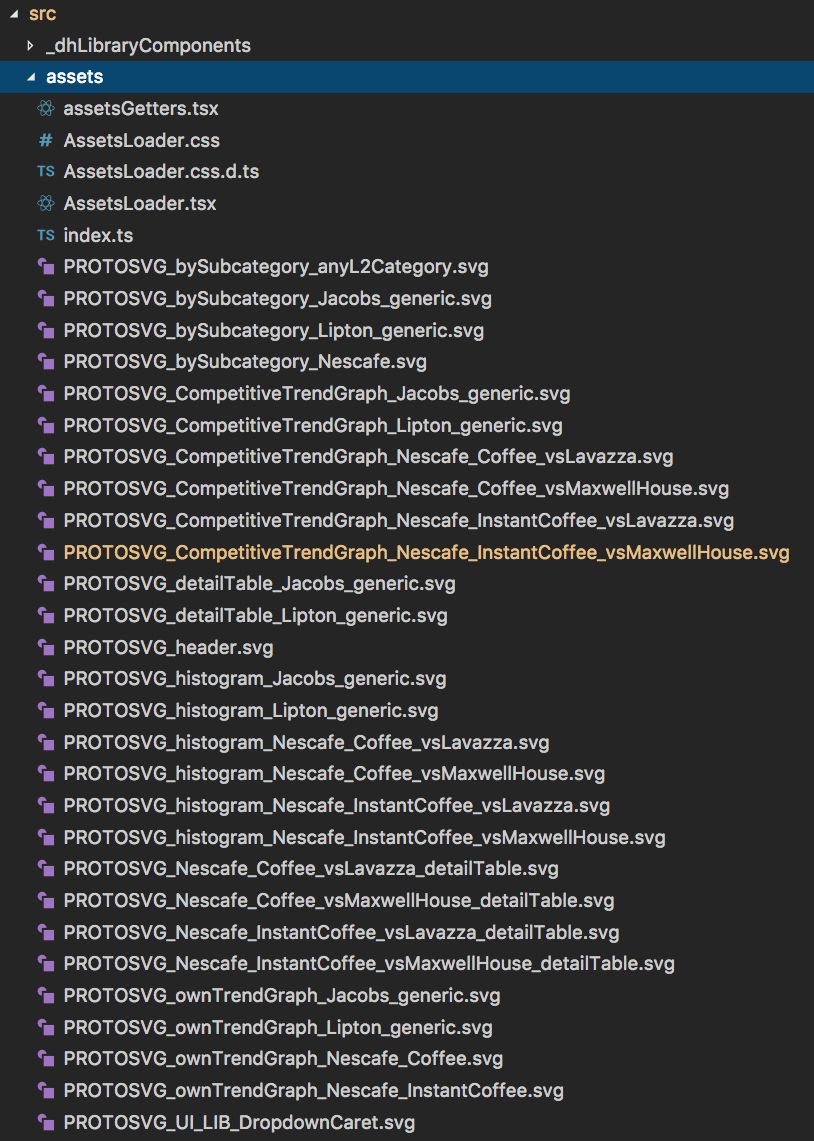 src
_dhLibraryComponents
assets
assetsGetters.tsx
# AssetsLoader.css
TS AssetsLoader.css.d.ts
AssetsLoader.tsx
TS index.ts
PROTOSVG_bySubcategory_anyL2Category.svg
PROTOSVG_bySubcategory_Jacobs_generic.svg
PROTOSVG_bySubcategory_Lipton_generic.svg
PROTOSVG_bySubcategory_Nescafe.svg
PROTOSVG_CompetitiveTrendGraph_Jacobs_generic.svg
PROTOSVG_CompetitiveTrendGraph_Lipton_generic.svg
PROTOSVG_CompetitiveTrendGraph_Nescafe_Coffee_vsLavazza.svg
PROTOSVG_CompetitiveTrendGraph_Nescafe_Coffee_vsMaxwellHouse.svg
PROTOSVG_CompetitiveTrendGraph_Nescafe_InstantCoffee_vsLavazza.svg
PROTOSVG_CompetitiveTrendGraph_Nescafe_InstantCoffee_vsMaxwellHouse.svg
PROTOSVG_detailTable_Jacobs_generic.svg
PROTOSVG_detailTable_Lipton_generic.svg
PROTOSVG_header.svg
PROTOSVG_histogram_Jacobs_generic.svg
PROTOSVG_histogram_Lipton_generic.svg
PROTOSVG_histogram_Nescafe_Coffee_vsLavazza.svg
PROTOSVG_histogram_Nescafe_Coffee_vsMaxwellHouse.svg
PROTOSVG_histogram_Nescafe_InstantCoffee_vsLavazza.svg
PROTOSVG_histogram_Nescafe_InstantCoffee_vsMaxwellHouse.svg
PROTOSVG_Nescafe_Coffee_vsLavazza_detailTable.svg
PROTOSVG_Nescafe_Coffee_vsMaxwellHouse_detailTable.svg
PROTOSVG_Nescafe_InstantCoffee_vsLavazza_detailTable.svg
PROTOSVG_Nescafe_InstantCoffee_vsMaxwellHouse_detailTable.svg
PROTOSVG_ownTrendGraph_Jacobs_generic.svg
PROTOSVG_ownTrendGraph_Lipton_generic.svg
PROTOSVG_ownTrendGraph_Nescafe_Coffee.svg
PROTOSVG_ownTrendGraph_Nescafe_InstantCoffee.svg
PROTOSVG_UI_LIB_DropdownCaret.svg